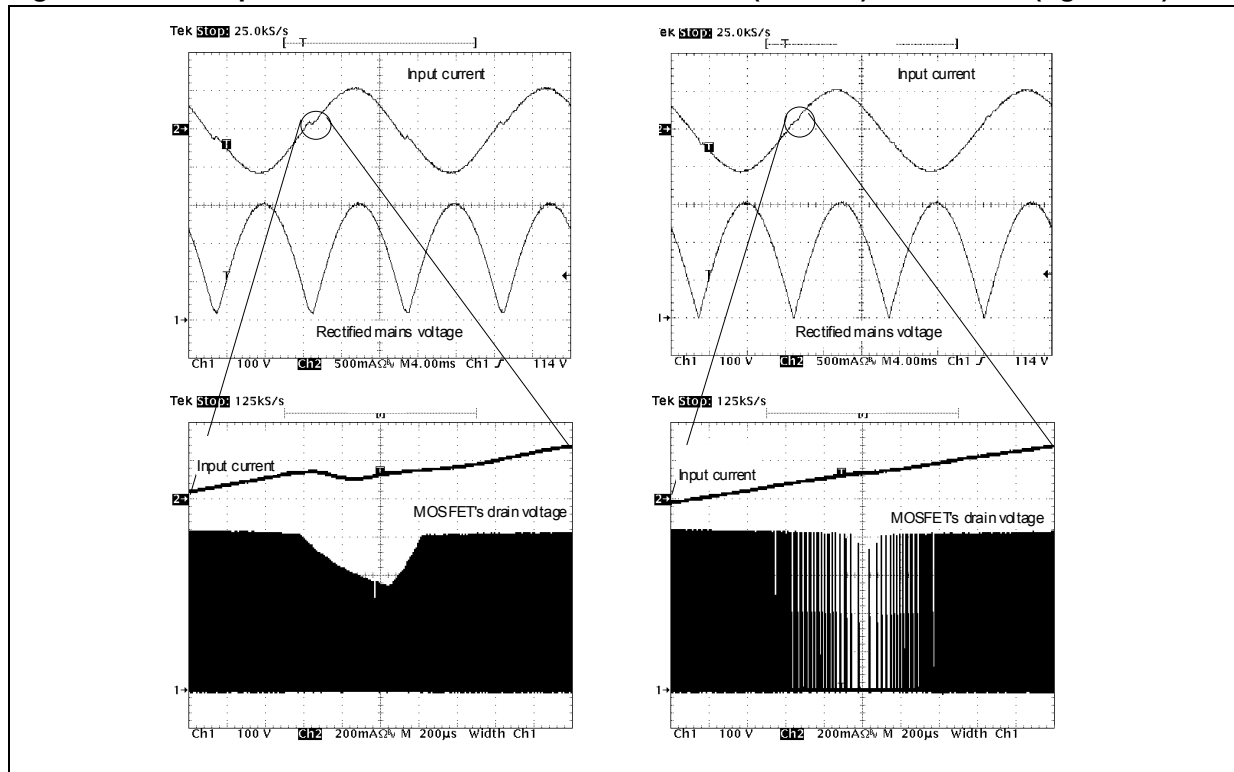 Tek Stop: 25.0kS/s
[ T ]
Input current
2→
T
T
1→
Rectified mains voltage
Ch1 100 V Ch2 500mAΩ M4.00ms Ch1 114 V
ek Stop: 25.0kS/s
[ T ]
Input current
2→
T
T
1→
Rectified mains voltage
Ch1 100 V Ch2 500mAΩ M4.00ms Ch1 114 V
Tek Stop: 125kS/s
Input current
T
2→
MOSFET's drain voltage
1→
Ch1 100 V Ch2 200mAΩ M 200µs Width Ch1
Tek Stop: 125kS/s
Input current
T
2→
MOSFET's drain voltage
1→
Ch1 100 V Ch2 200mAΩ M 200µs Width Ch1